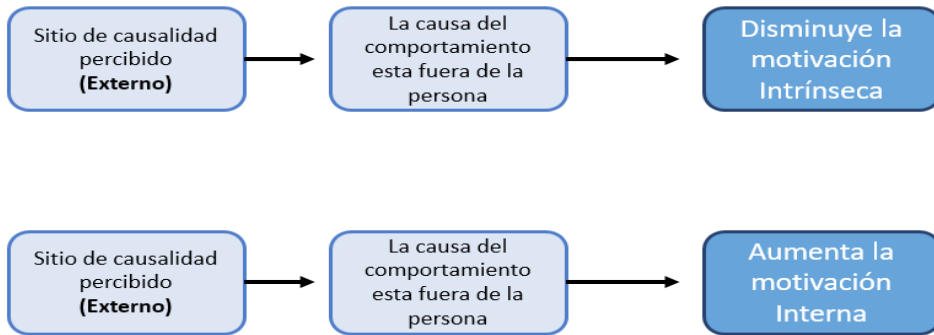 Sitio de causalidad
percibido
(Externo)
La causa del
comportamiento
esta fuera de la
persona
Disminuye la
motivación
Intrínseca
Sitio de causalidad
percibido
(Externo)
La causa del
comportamiento
esta fuera de la
persona
Aumenta la
motivación
Interna